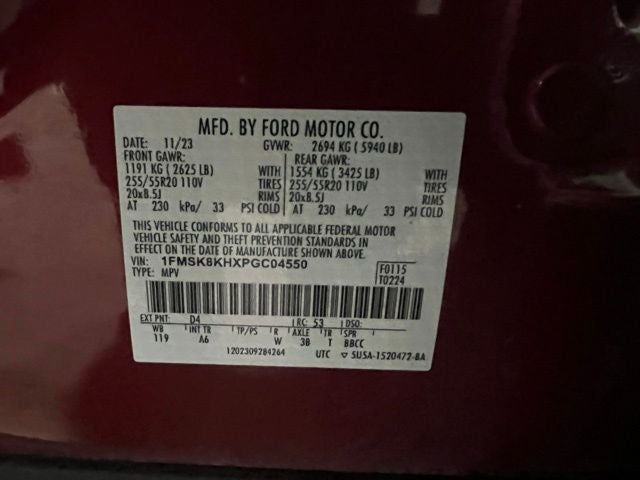 MFD. BY FORD MOTOR CO.
DATE: 11/23 GVWR: 2694 KG ( 5940 LB)
FRONT GAWR: REAR GAWR:
1191 KG ( 2625 LB) WITH 1554 KG ( 3425 LB) WITH
255/55R20 110V TIRES 255/55R20 110V TIRES
20x8.5J RIMS 20x8.5J RIMS
AT 230 kPa/ 33 PSI COLD AT 230 kPa/ 33 PSI COLD
THIS VEHICLE CONFORMS TO ALL APPLICABLE FEDERAL MOTOR
VEHICLE SAFETY AND THEFT PREVENTION STANDARDS IN
EFFECT ON THE DATE OF MANUFACTURE SHOWN ABOVE.
VIN: 1FMSK8KHXPGC04550 F0115
TYPE: MPV T0224
EXT PNT: D4 RC: 53 DSO:
WB INT TR TP/PS R AXLE TR SPR
119 A6 W 3B T BBCC
1202309284264 UTC ▽ 5U5A-1520472-BA